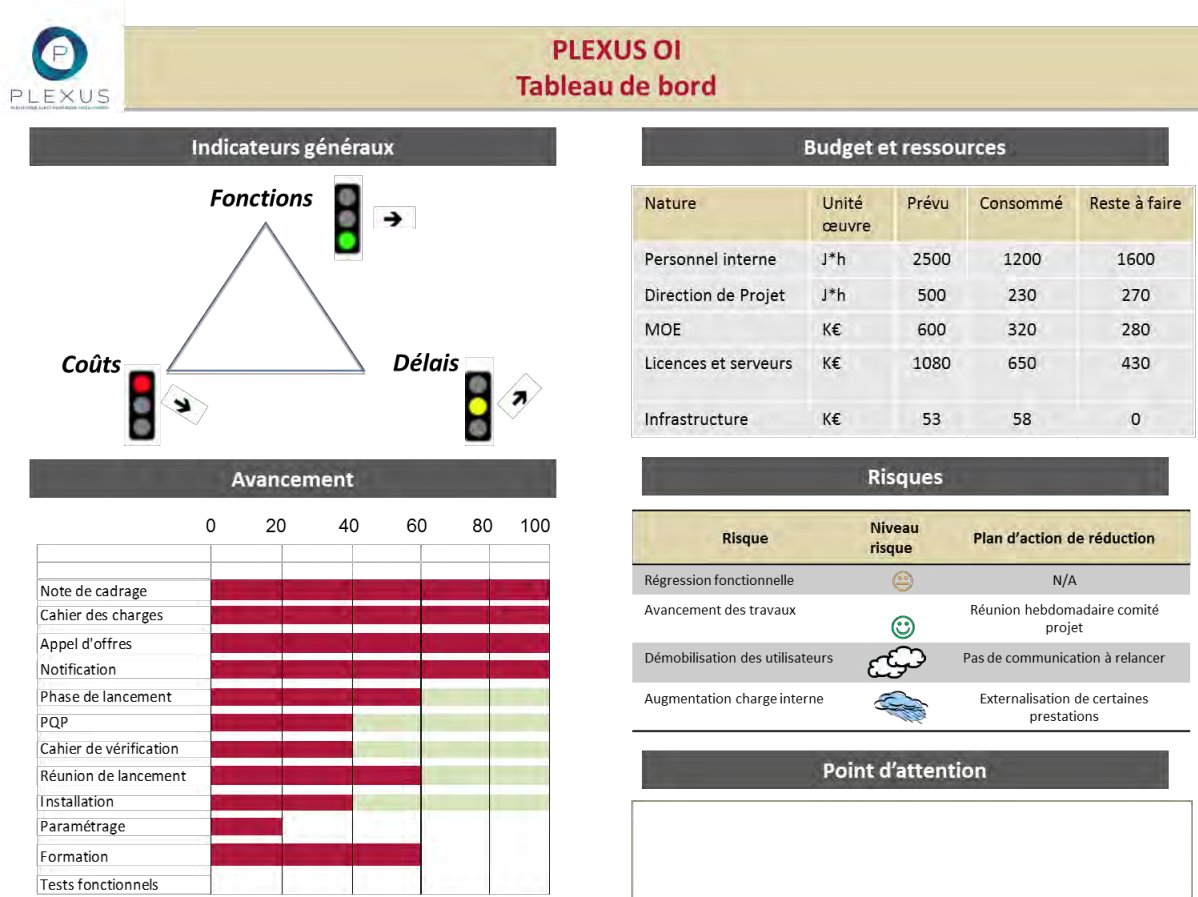 P
PLEXUS
PLEXUS OI
Tableau de bord
Indicateurs généraux
Fonctions
Coûts
Délais
Budget et ressources
Nature Unité œuvre Prévu Consommé Reste à faire
Personnel interne J*h 2500 1200 1600
Direction de Projet J*h 500 230 270
MOE K€ 600 320 280
Licences et serveurs K€ 1080 650 430
Infrastructure K€ 53 58 0
Avancement
0 20 40 60 80 100
Note de cadrage
Cahier des charges
Appel d'offres
Notification
Phase de lancement
PQP
Cahier de vérification
Réunion de lancement
Installation
Paramétrage
Formation
Tests fonctionnels
Risques
Risque Niveau risque Plan d’action de réduction
Régression fonctionnelle N/A
Avancement des travaux Réunion hebdomadaire comité
projet
Démobilisation des utilisateurs Pas de communication à relancer
Augmentation charge interne Externalisation de certaines
prestations
Point d’attention